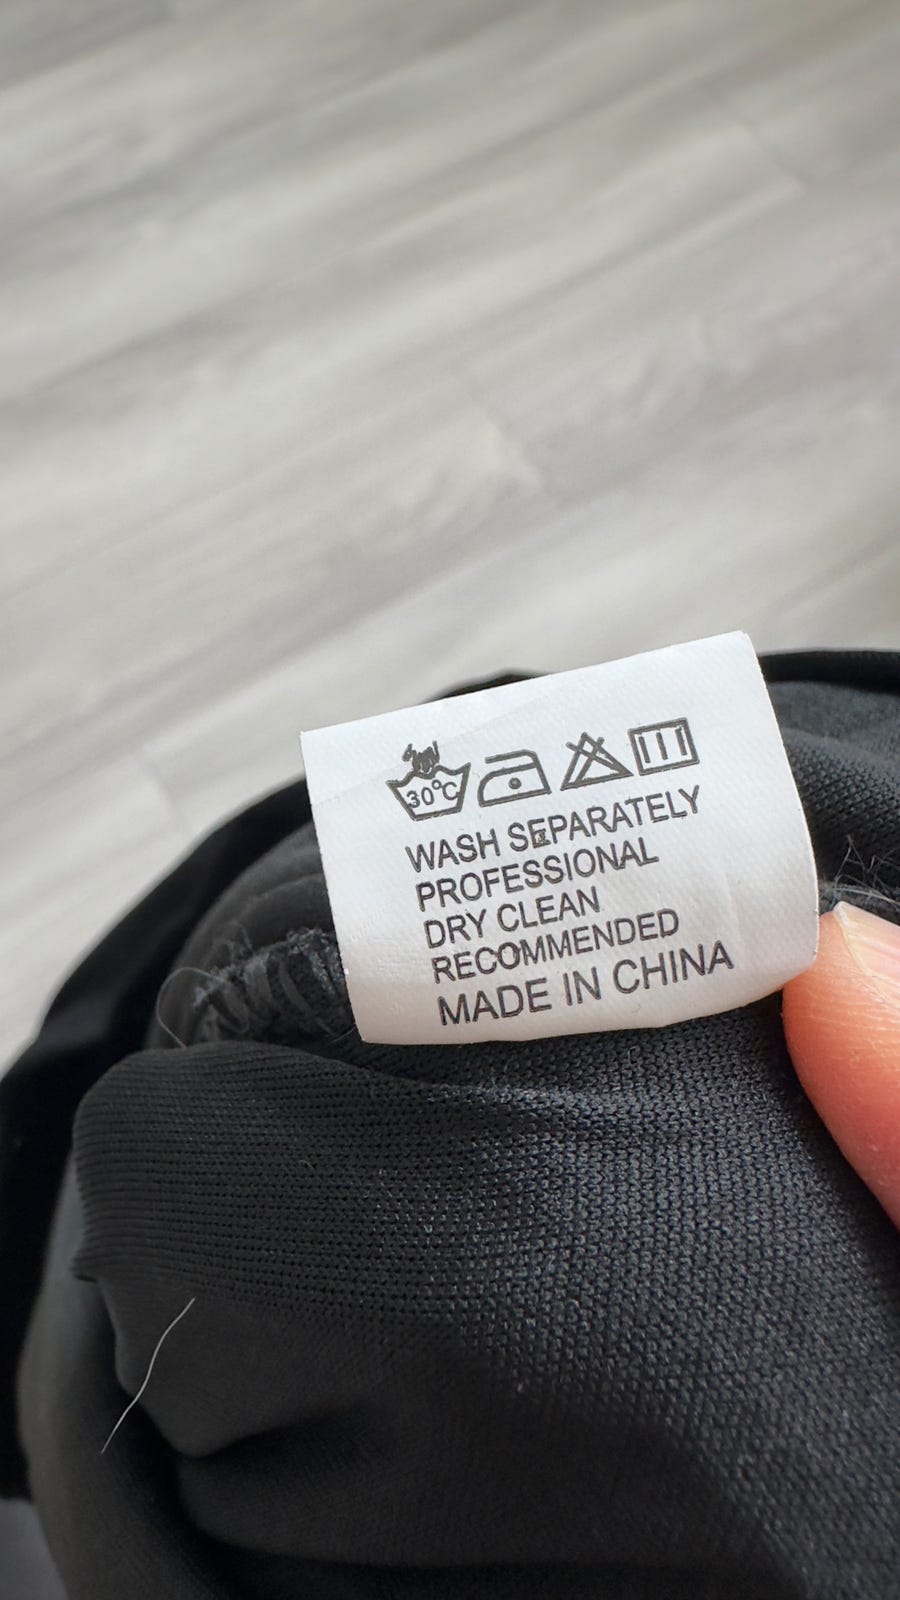 30°C
WASH SEPARATELY
PROFESSIONAL
DRY CLEAN
RECOMMENDED
MADE IN CHINA